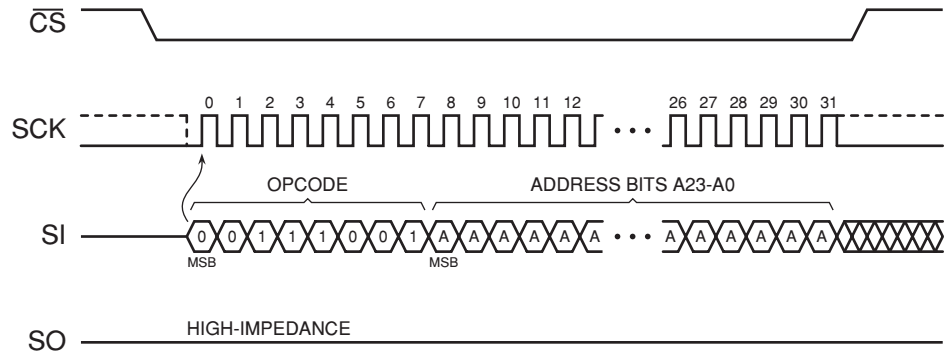 CS
0 1 2 3 4 5 6 7 8 9 10 11 12 26 27 28 29 30 31
SCK
OPCODE ADDRESS BITS A23-A0
SI 0 0 1 1 1 0 0 1 A A A A A A A A A A A A
MSB MSB
HIGH-IMPEDANCE
SO